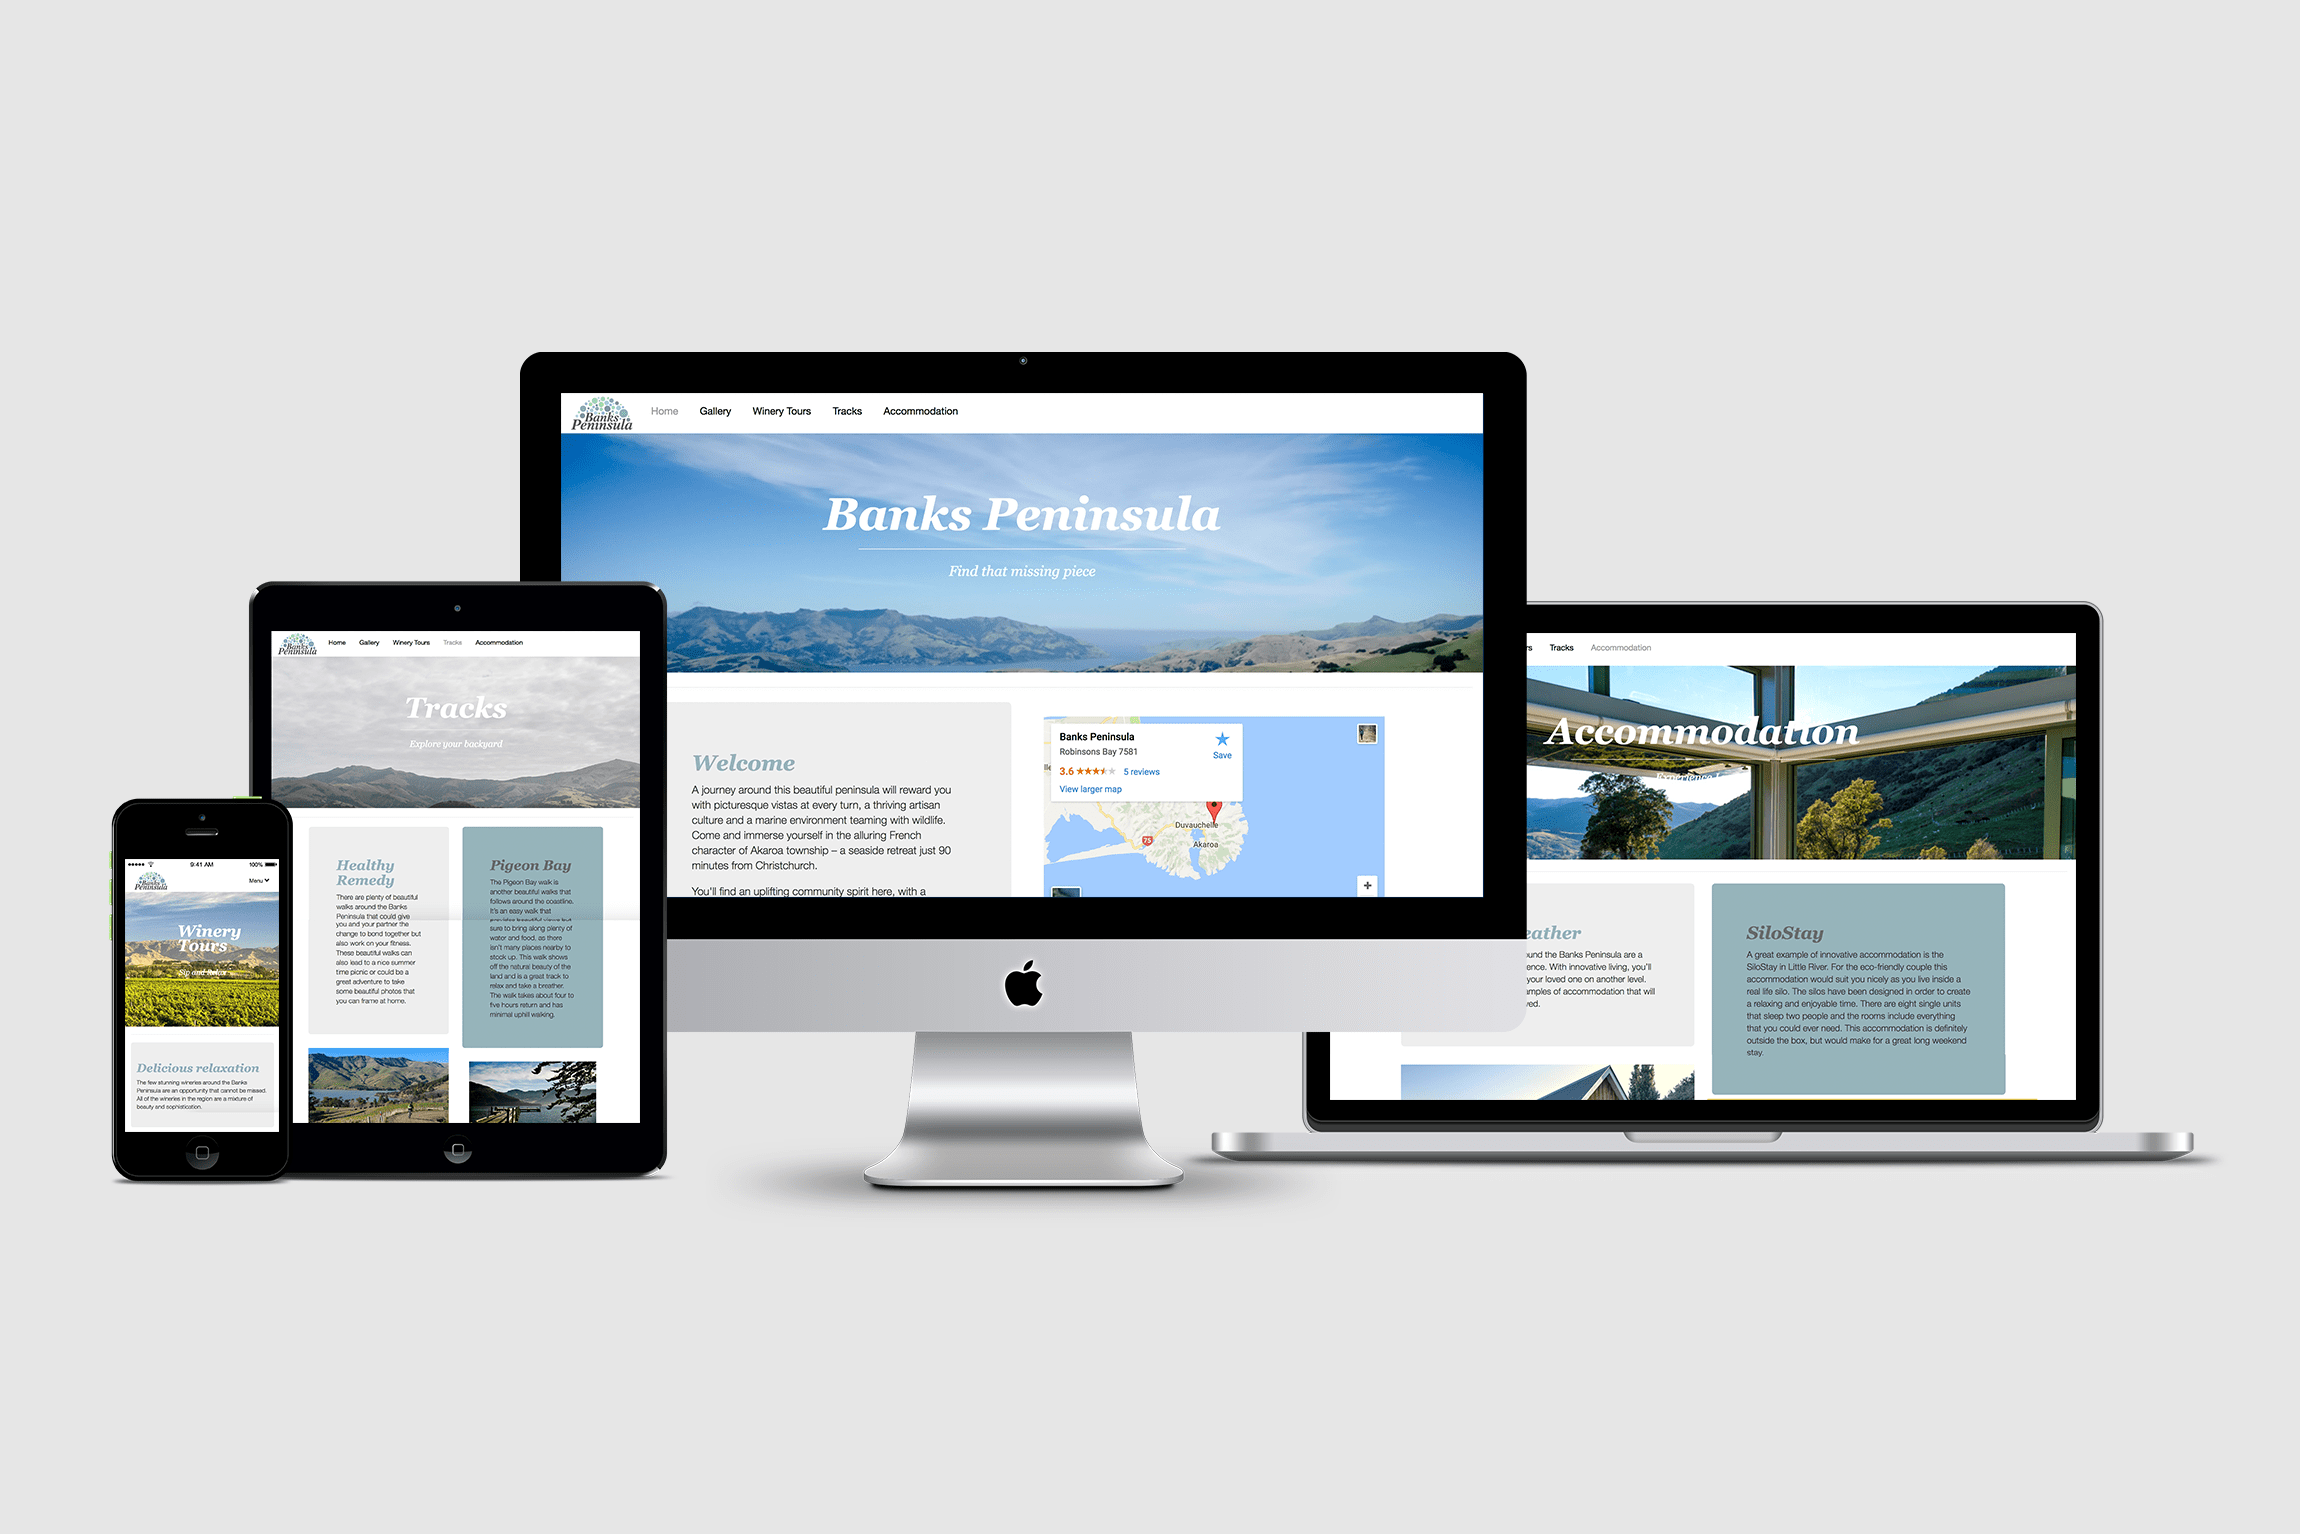 Banks
Peninsula
Home
Gallery
Winery Tours
Tracks
Accommodation
Banks Peninsula
Find that missing piece
Welcome
A journey around this beautiful peninsula will reward you
with picturesque vistas at every turn, a thriving artisan
culture and a marine environment teaming with wildlife.
Come and immerse yourself in the alluring French
character of Akaroa township – a seaside retreat just 90
minutes from Christchurch.
You'll find an uplifting community spirit here, with a
Banks Peninsula
Robinsons Bay 7581
3.6
5 reviews
View larger map
Save
Duvauchelle
75
Akaroa
+
Banks
Peninsula
Home
Gallery
Winery Tours
Tracks
Accommodation
Tracks
Explore your backyard
Healthy
Remedy
There are plenty of beautiful
walks around the Banks
Peninsula that could give
you and your partner the
change to bond together but
also work on your fitness.
These beautiful walks can
also lead to a nice summer
time picnic or could be a
great adventure to take
some beautiful photos that
you can frame at home.
Pigeon Bay
The Pigeon Bay walk is
another beautiful walks that
follows around the coastline.
It's an easy walk that
provides beautiful views but
sure to bring along plenty of
water and food, as there
isn't many places nearby to
stock up. This walk shows
off the natural beauty of the
land and is a great track to
relax and take a breather.
The walk takes about four to
five hours return and has
minimal uphill walking.
9:41 AM
100%
Banks
Peninsula
Menu
Winery
Tours
Sip and Relax
Delicious relaxation
The few stunning wineries around the Banks
Peninsula are an opportunity that cannot be missed.
All of the wineries in the region are a mixture of
beauty and sophistication.
rs
Tracks
Accommodation
Accommodation
Experience
eather
und the Banks Peninsula are a
ence. With innovative living, you'll
your loved one on another level.
mples of accommodation that will
ved.
SiloStay
A great example of innovative accommodation is the
SiloStay in Little River. For the eco-friendly couple this
accommodation would suit you nicely as you live inside a
real life silo. The silos have been designed in order to create
a relaxing and enjoyable time. There are eight single units
that sleep two people and the rooms include everything
that you could ever need. This accommodation is definitely
outside the box, but would make for a great long weekend
stay.